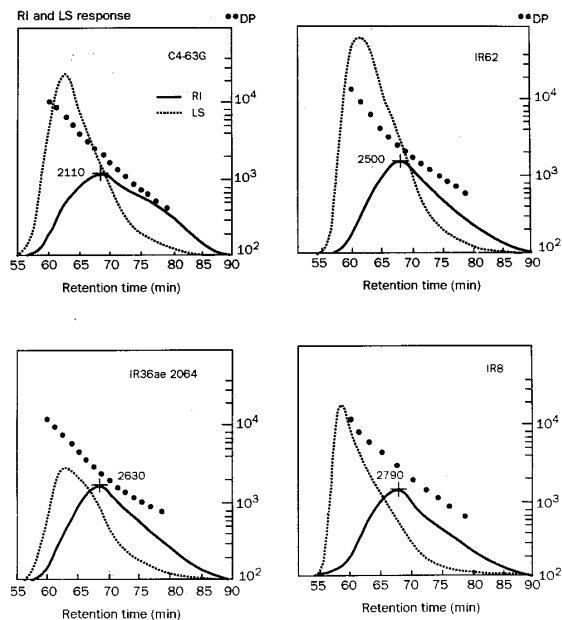 RI and LS response
●●DP
●●DP
C4-63G
RI
LS
2110
10⁴
10³
10²
55 60 65 70 75 80 85 90
Retention time (min)
IR62
2500
10⁴
10³
10²
55 60 65 70 75 80 85 90
Retention time (min)
IR36ae 2064
2630
10⁴
10³
10²
55 60 65 70 75 80 85 90
Retention time (min)
IR8
2790
10⁴
10³
10²
55 60 65 70 75 80 85 90
Retention time (min)